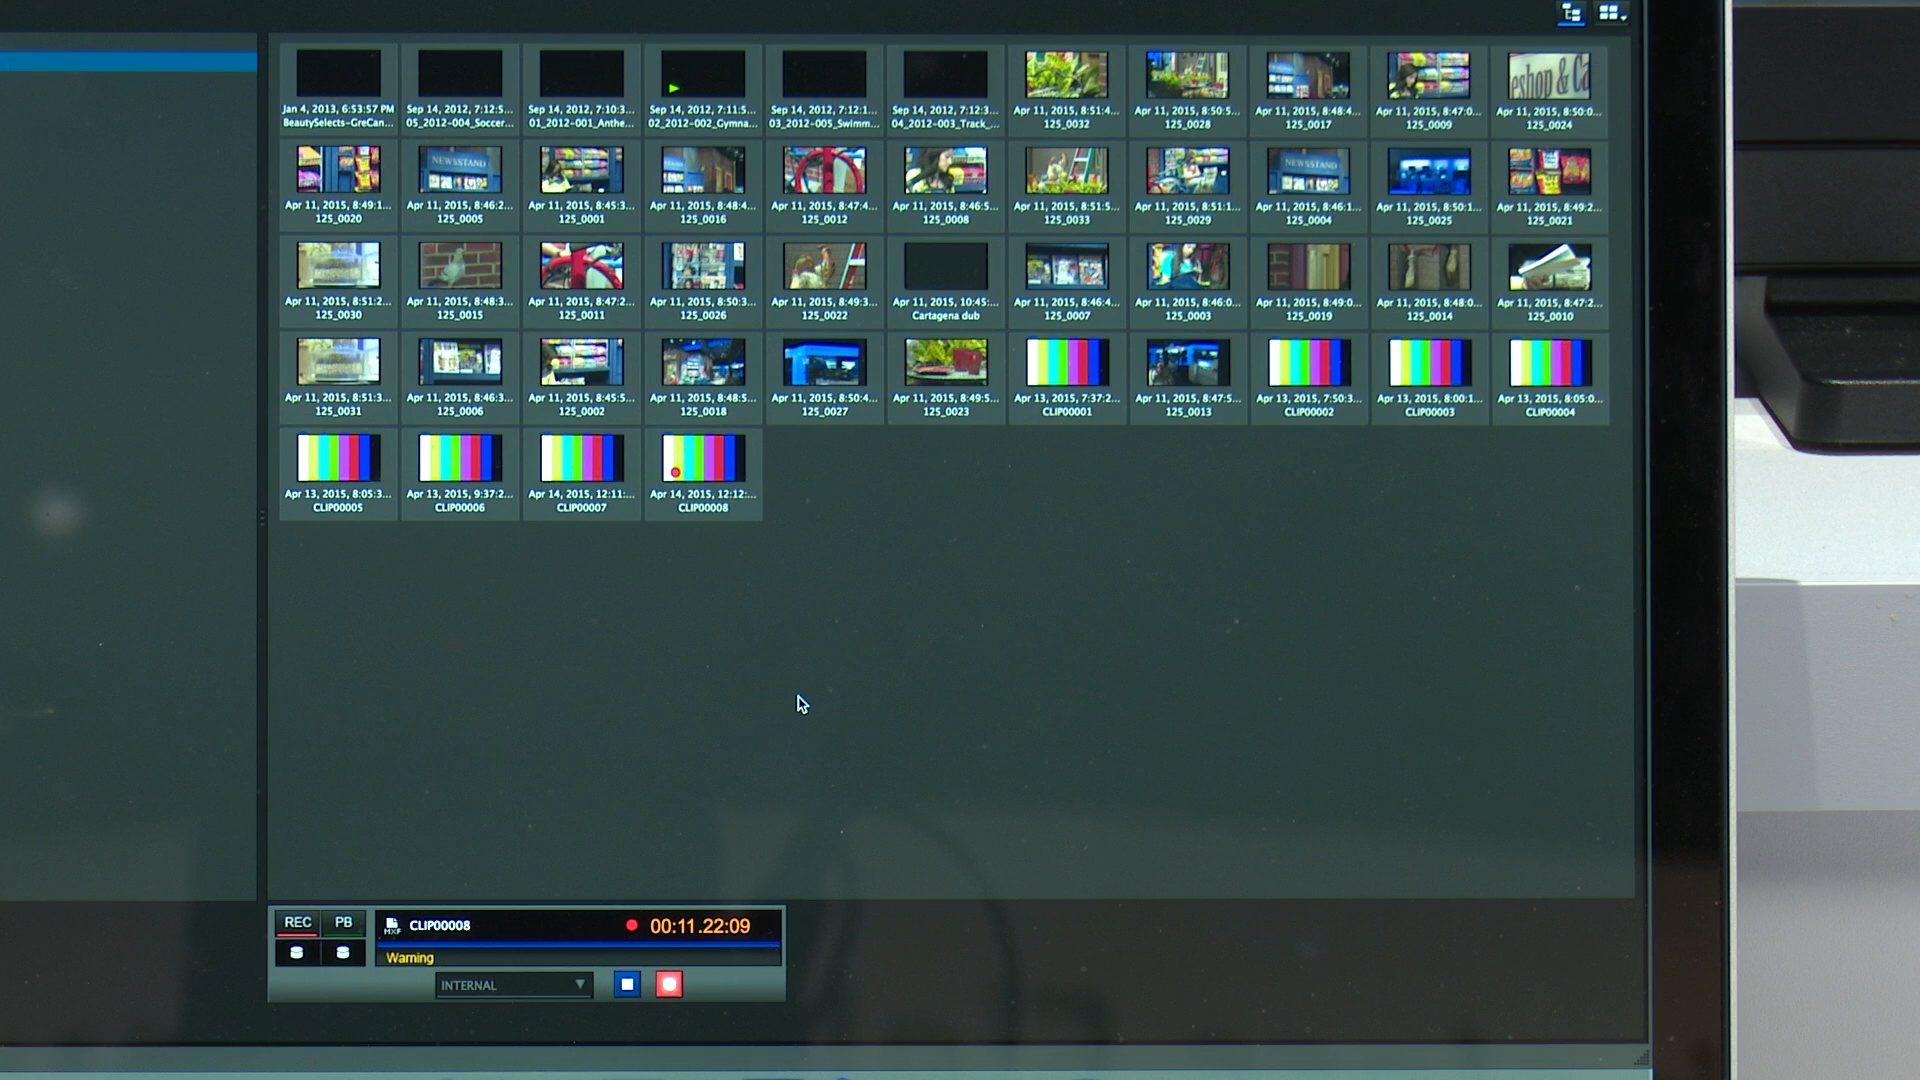 Jan 4, 2013, 6:53:57 PM
BeautySelects-GreCan...
Sep 14, 2012, 7:12:5...
05_2012-004_Soccer...
Sep 14, 2012, 7:10:3...
01_2012-001_Anthe...
Sep 14, 2012, 7:11:5...
02_2012-002_Gymna...
Sep 14, 2012, 7:12:1...
03_2012-005_Swimm...
Sep 14, 2012, 7:12:3...
04_2012-003_Track_...
Apr 11, 2015, 8:51:4...
125_0032
Apr 11, 2015, 8:50:5...
125_0028
Apr 11, 2015, 8:48:4...
125_0017
Apr 11, 2015, 8:47:0...
125_0009
eshop & Ca
Apr 11, 2015, 8:50:0...
125_0024
Apr 11, 2015, 8:49:1...
125_0020
NEWSSTAND
Apr 11, 2015, 8:46:2...
125_0005
Apr 11, 2015, 8:45:3...
125_0001
Apr 11, 2015, 8:48:4...
125_0016
Apr 11, 2015, 8:47:4...
125_0012
Apr 11, 2015, 8:46:5...
125_0008
Apr 11, 2015, 8:51:5...
125_0033
Apr 11, 2015, 8:51:1...
125_0029
NEWSSTAND
Apr 11, 2015, 8:46:1...
125_0004
Apr 11, 2015, 8:50:1...
125_0025
Apr 11, 2015, 8:49:2...
125_0021
Apr 11, 2015, 8:51:2...
125_0030
Apr 11, 2015, 8:48:3...
125_0015
Apr 11, 2015, 8:47:2...
125_0011
Apr 11, 2015, 8:50:3...
125_0026
Apr 11, 2015, 8:49:3...
125_0022
Apr 11, 2015, 10:45:...
Cartagena dub
Apr 11, 2015, 8:46:4...
125_0007
Apr 11, 2015, 8:46:0...
125_0003
Apr 11, 2015, 8:49:0...
125_0019
Apr 11, 2015, 8:48:0...
125_0014
Apr 11, 2015, 8:47:2...
125_0010
Apr 11, 2015, 8:51:3...
125_0031
Apr 11, 2015, 8:46:3...
125_0006
Apr 11, 2015, 8:45:5...
125_0002
Apr 11, 2015, 8:48:5...
125_0018
Apr 11, 2015, 8:50:4...
125_0027
Apr 11, 2015, 8:49:5...
125_0023
Apr 13, 2015, 7:37:2...
CLIP00001
Apr 11, 2015, 8:47:5...
125_0013
Apr 13, 2015, 7:50:3...
CLIP00002
Apr 13, 2015, 8:00:1...
CLIP00003
Apr 13, 2015, 8:05:0...
CLIP00004
Apr 13, 2015, 8:05:3...
CLIP00005
Apr 13, 2015, 9:37:2...
CLIP00006
Apr 14, 2015, 12:11:...
CLIP00007
Apr 14, 2015, 12:12:...
CLIP00008
REC PB
MXF CLIP00008 00:11.22:09
Warning
INTERNAL